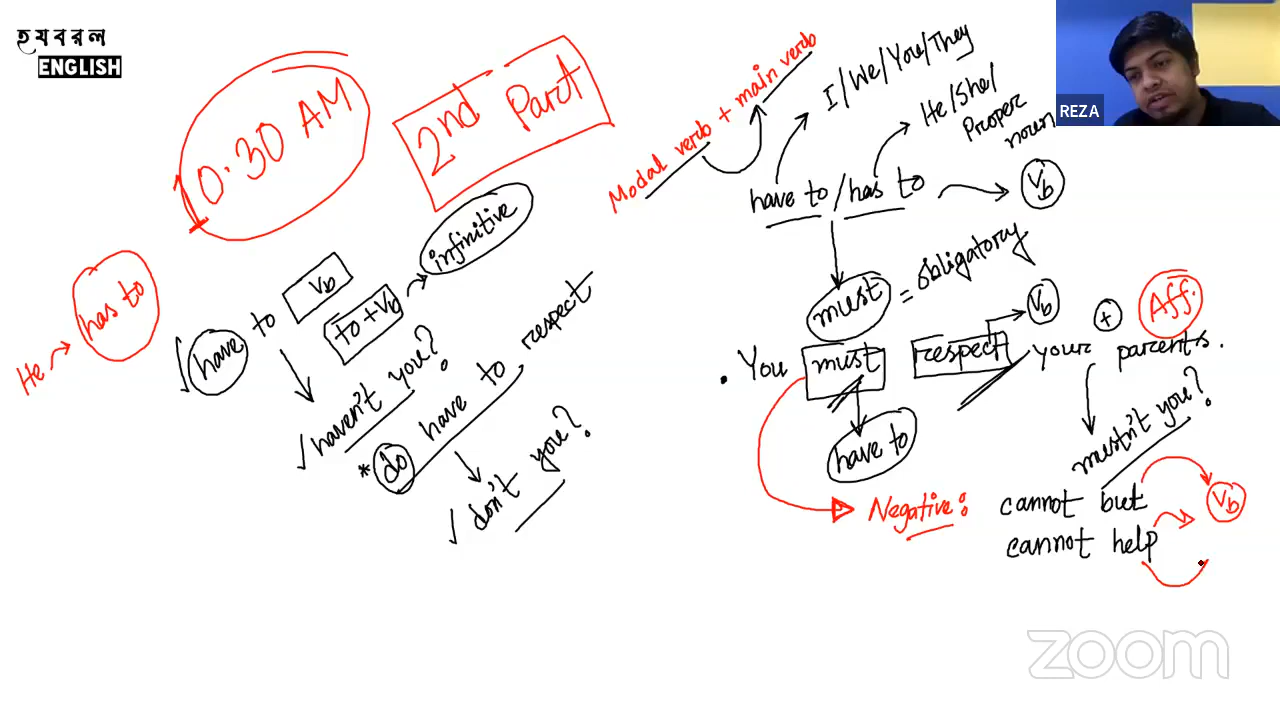 হযবরল
ENGLISH
REZA
10.30 AM
2nd Part
Modal verb + main verb
I/We/You/They
He/She/
Proper
noun
have to / has to
Vb
must = obligatory
infinitive
Vb
to + Vb
He
has to
have to
haven't you?
* do have to respect
don't you?
Vb
+
Aff.
. You must respect your parents.
have to
mustn't you?
Negative: cannot but
cannot help
Vb
zoom